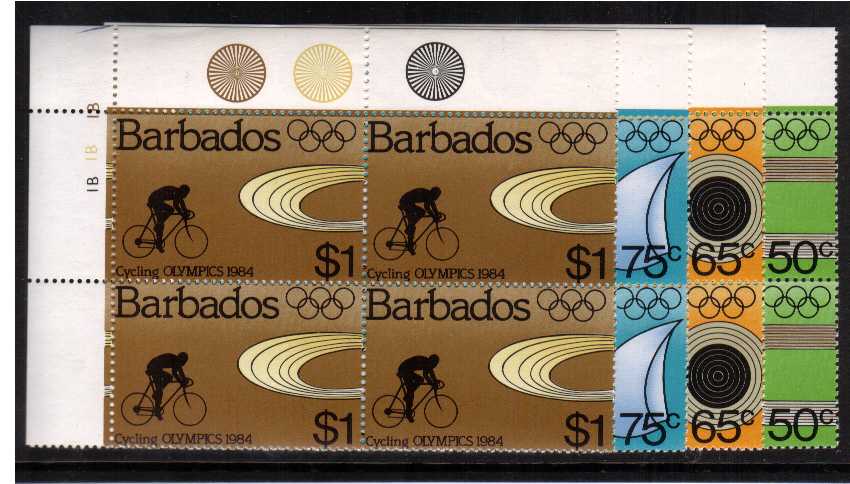 1B 1B 1B
Barbados Barbados
75c 65c 50c
Cycling OLYMPICS 1984 $1 Cycling OLYMPICS 1984 $1
Barbados Barbados
75c 65c 50c
Cycling OLYMPICS 1984 $1 Cycling OLYMPICS 1984 $1